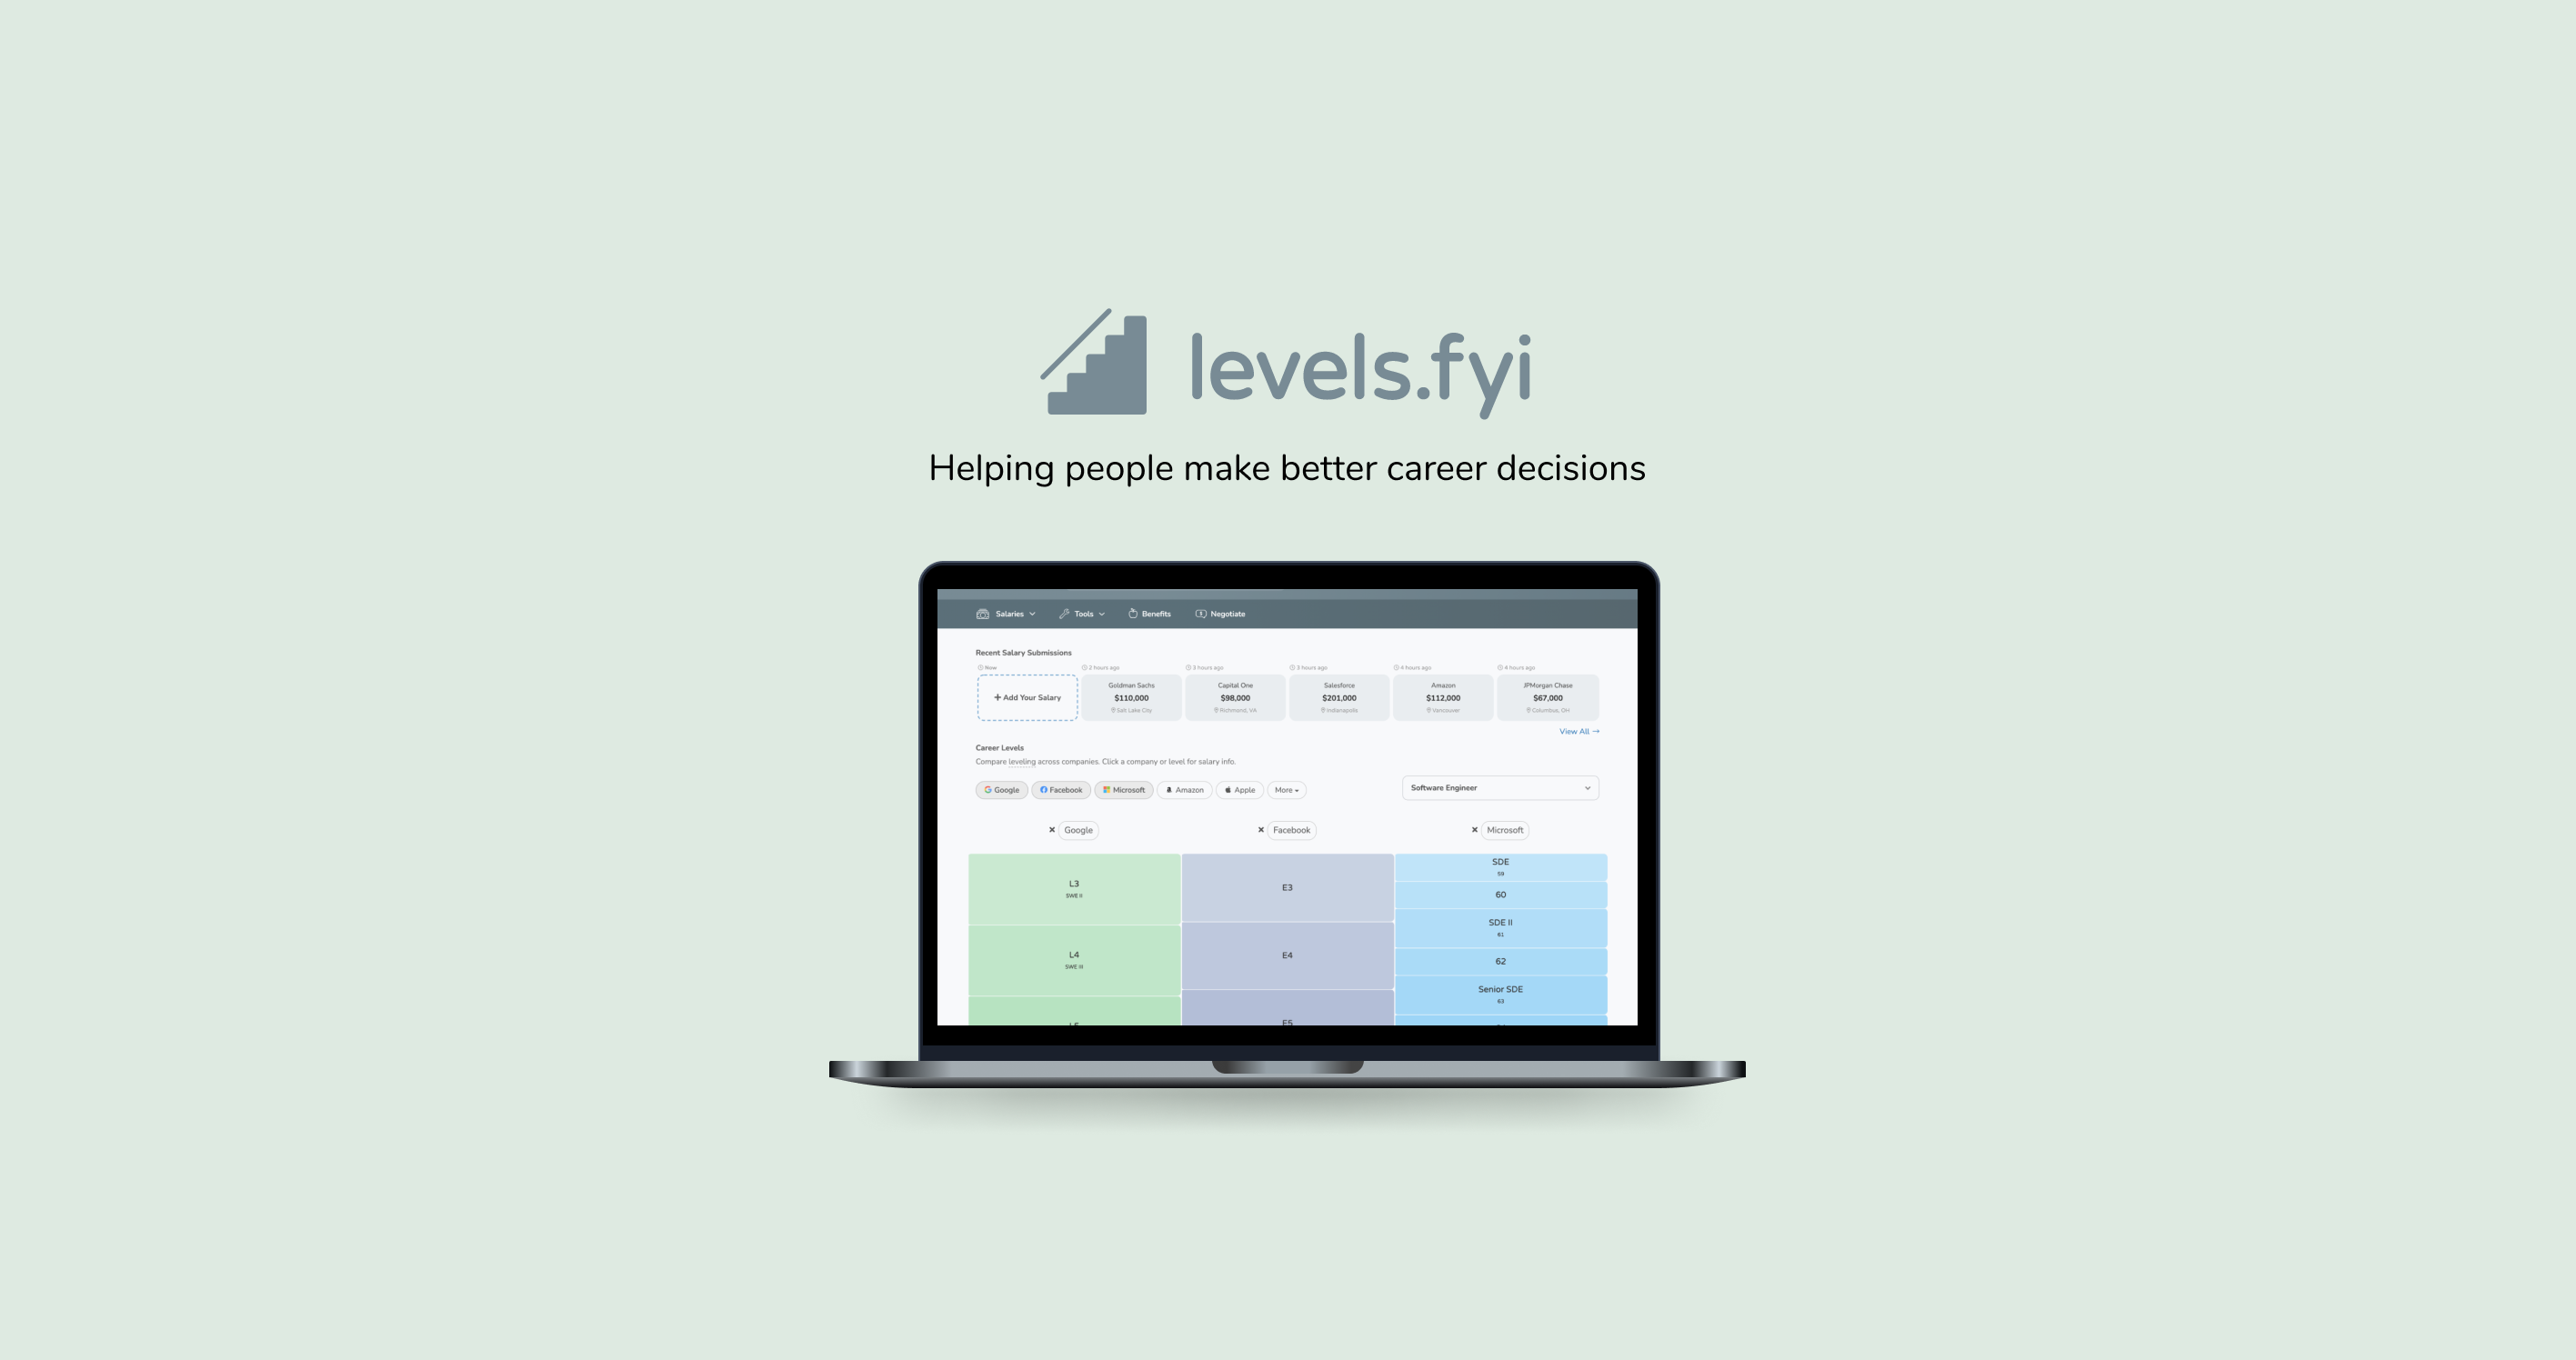 levels.fyi
Helping people make better career decisions
Salaries Tools Benefits Negotiate
Recent Salary Submissions
Now 2 hours ago 3 hours ago 3 hours ago 4 hours ago 4 hours ago
+ Add Your Salary
Goldman Sachs Capital One Salesforce Amazon JPMorgan Chase
$110,000 $98,000 $201,000 $112,000 $67,000
Salt Lake City Richmond, VA Indianapolis Vancouver Columbus, OH
View All →
Career Levels
Compare leveling across companies. Click a company or level for salary info.
Google Facebook Microsoft Amazon Apple More
Software Engineer
× Google × Facebook × Microsoft
L3
SWE II
L4
SWE III
L5
E3
E4
E5
SDE
59
60
SDE II
61
62
Senior SDE
63